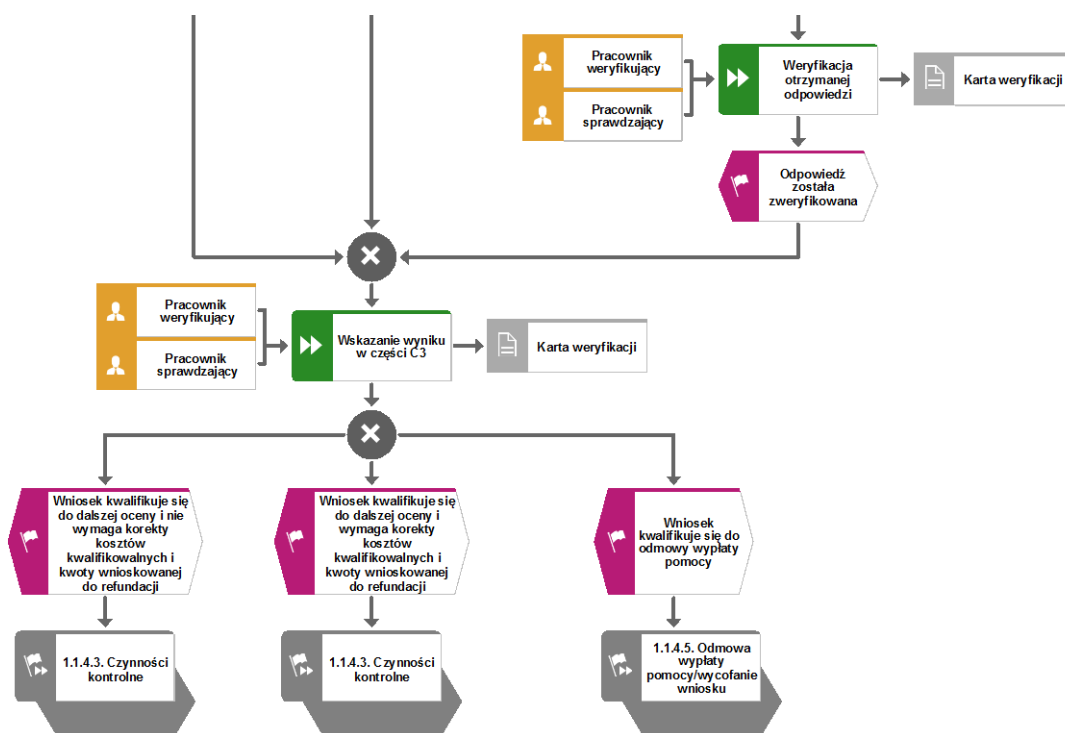 Pracownik
weryfikujący
Pracownik
sprawdzający
Weryfikacja
otrzymanej
odpowiedzi
Karta weryfikacji
Odpowiedź
została
zweryfikowana
Pracownik
weryfikujący
Pracownik
sprawdzający
Wskazanie wyniku
w części C3
Karta weryfikacji
Wniosek kwalifikuje się
do dalszej oceny i nie
wymaga korekty
kosztów
kwalifikowalnych i
kwoty wnioskowanej
do refundacji
Wniosek kwalifikuje się
do dalszej oceny i
wymaga korekty
kosztów
kwalifikowalnych i
kwoty wnioskowanej
do refundacji
Wniosek
kwalifikuje się do
odmowy wypłaty
pomocy
1.1.4.3. Czynności
kontrolne
1.1.4.3. Czynności
kontrolne
1.1.4.5. Odmowa
wypłaty
pomocy/wycofanie
wniosku